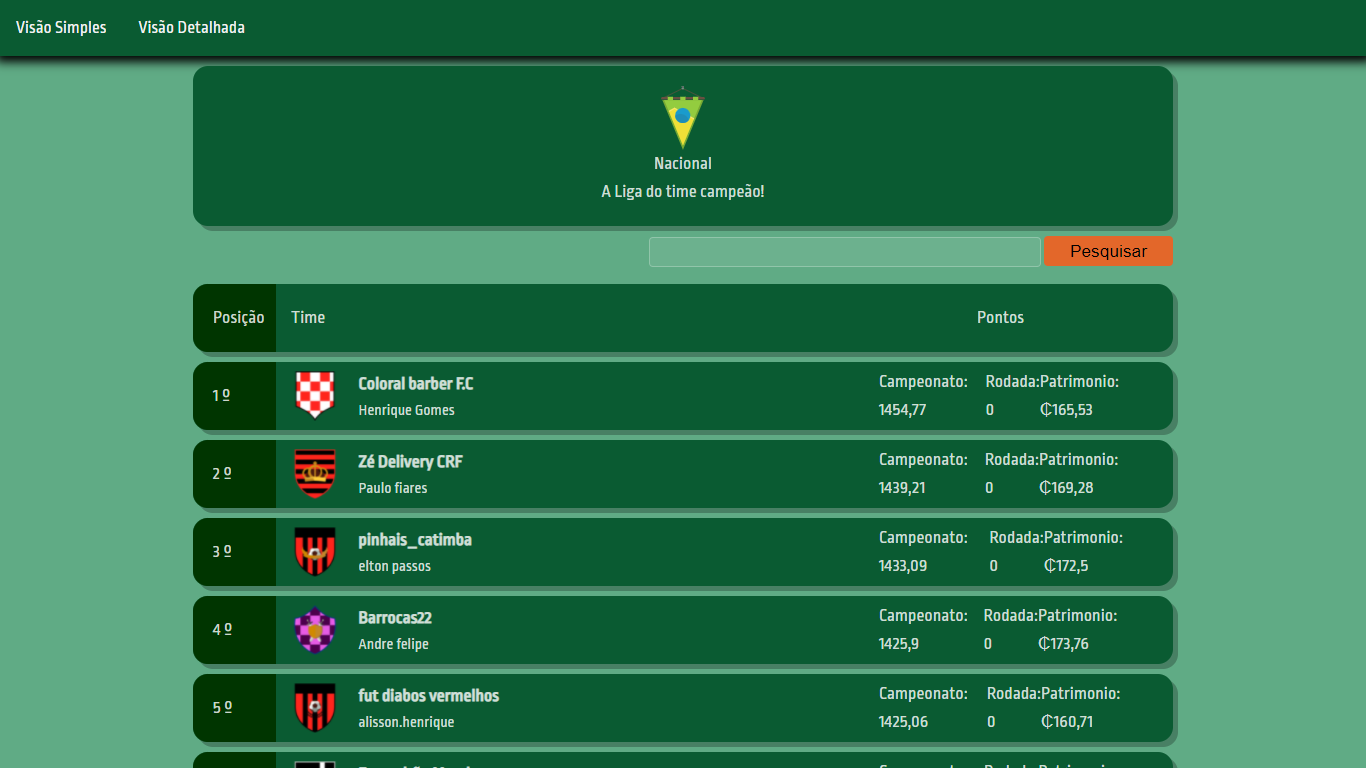 Visão Simples Visão Detalhada
Nacional
A Liga do time campeão!
Pesquisar
Posição Time Pontos
1 º Coloral barber F.C Campeonato: Rodada:Patrimonio:
Henrique Gomes 1454,77 0 ₵165,53
2 º Zé Delivery CRF Campeonato: Rodada:Patrimonio:
Paulo fiares 1439,21 0 ₵169,28
3 º pinhais_catimba Campeonato: Rodada:Patrimonio:
elton passos 1433,09 0 ₵172,5
4 º Barrocas22 Campeonato: Rodada:Patrimonio:
Andre felipe 1425,9 0 ₵173,76
5 º fut diabos vermelhos Campeonato: Rodada:Patrimonio:
alisson.henrique 1425,06 0 ₵160,71